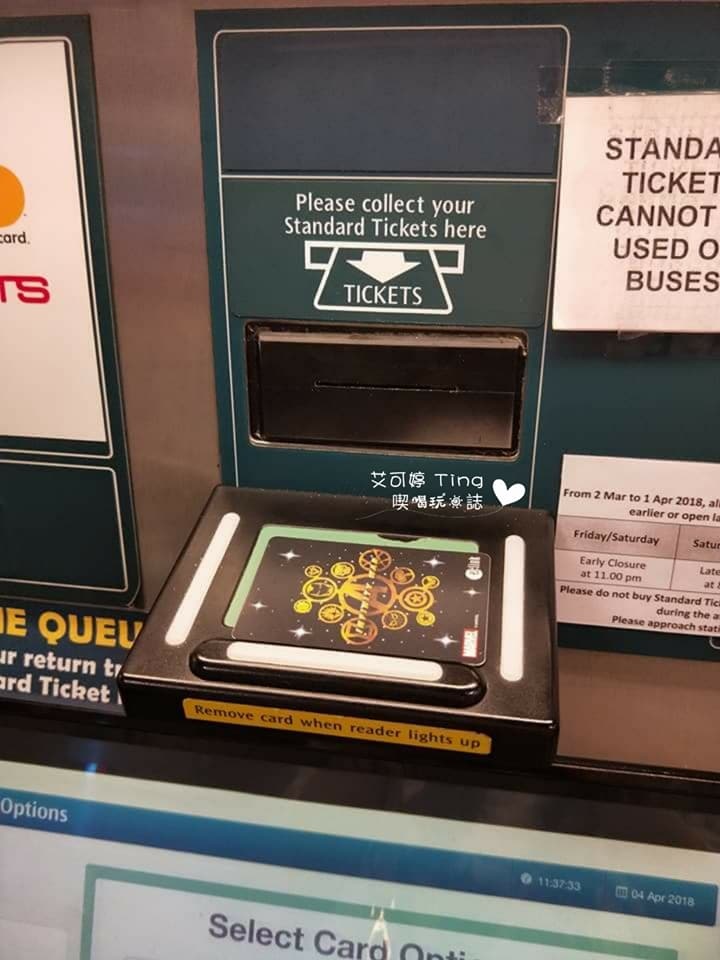 card.
TS
Please collect your
Standard Tickets here
TICKETS
STANDA
TICKET
CANNOT
USED O
BUSES
艾可婷 Ting
喫喝玩樂誌
From 2 Mar to 1 Apr 2018, al
earlier or open la
Friday/Saturday
Satur
Early Closure
at 11.00 pm
Late
at
Please do not buy Standard Tic
during the a
Please approach stati
E QUEU
ur return tr
ard Ticket
MARVEL
Remove card when reader lights up
Options
11:37:33
04 Apr 2018
Select Card Opti